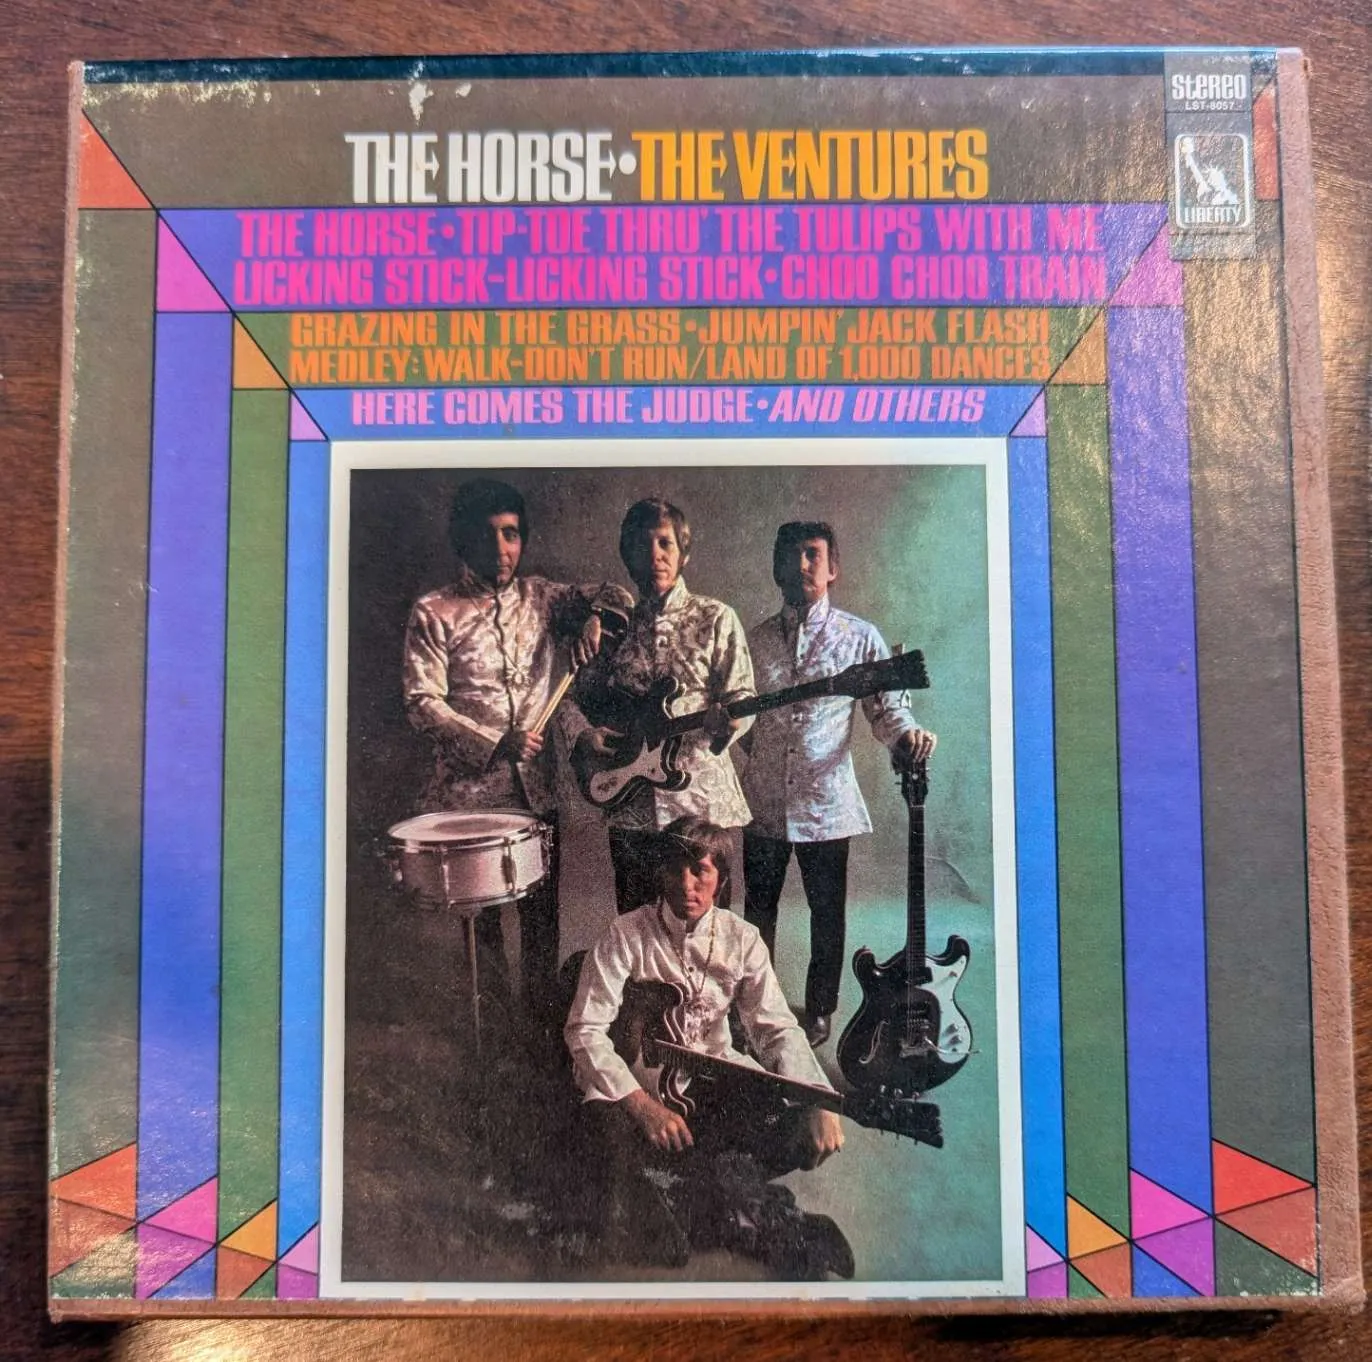 STEREO
LST-8057
LIBERTY
THE HORSE•THE VENTURES
THE HORSE•TIP-TOE THRU' THE TULIPS WITH ME
LICKING STICK-LICKING STICK•CHOO CHOO TRAIN
GRAZING IN THE GRASS•JUMPIN' JACK FLASH
MEDLEY: WALK-DON'T RUN/LAND OF 1,000 DANCES
HERE COMES THE JUDGE•AND OTHERS